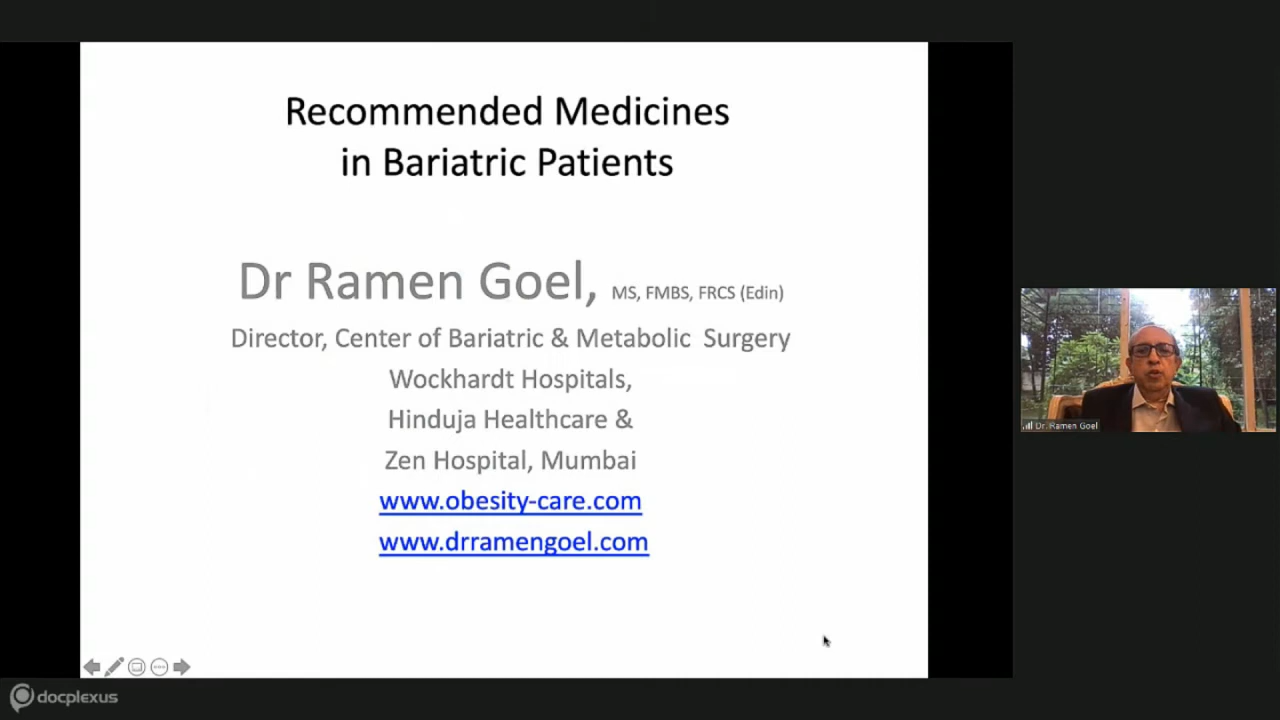 Recommended Medicines
in Bariatric Patients
Dr Ramen Goel, MS, FMBS, FRCS (Edin)
Director, Center of Bariatric & Metabolic Surgery
Wockhardt Hospitals,
Hinduja Healthcare &
Zen Hospital, Mumbai
www.obesity-care.com
www.drramengoel.com
Dr. Ramen Goel
docplexus